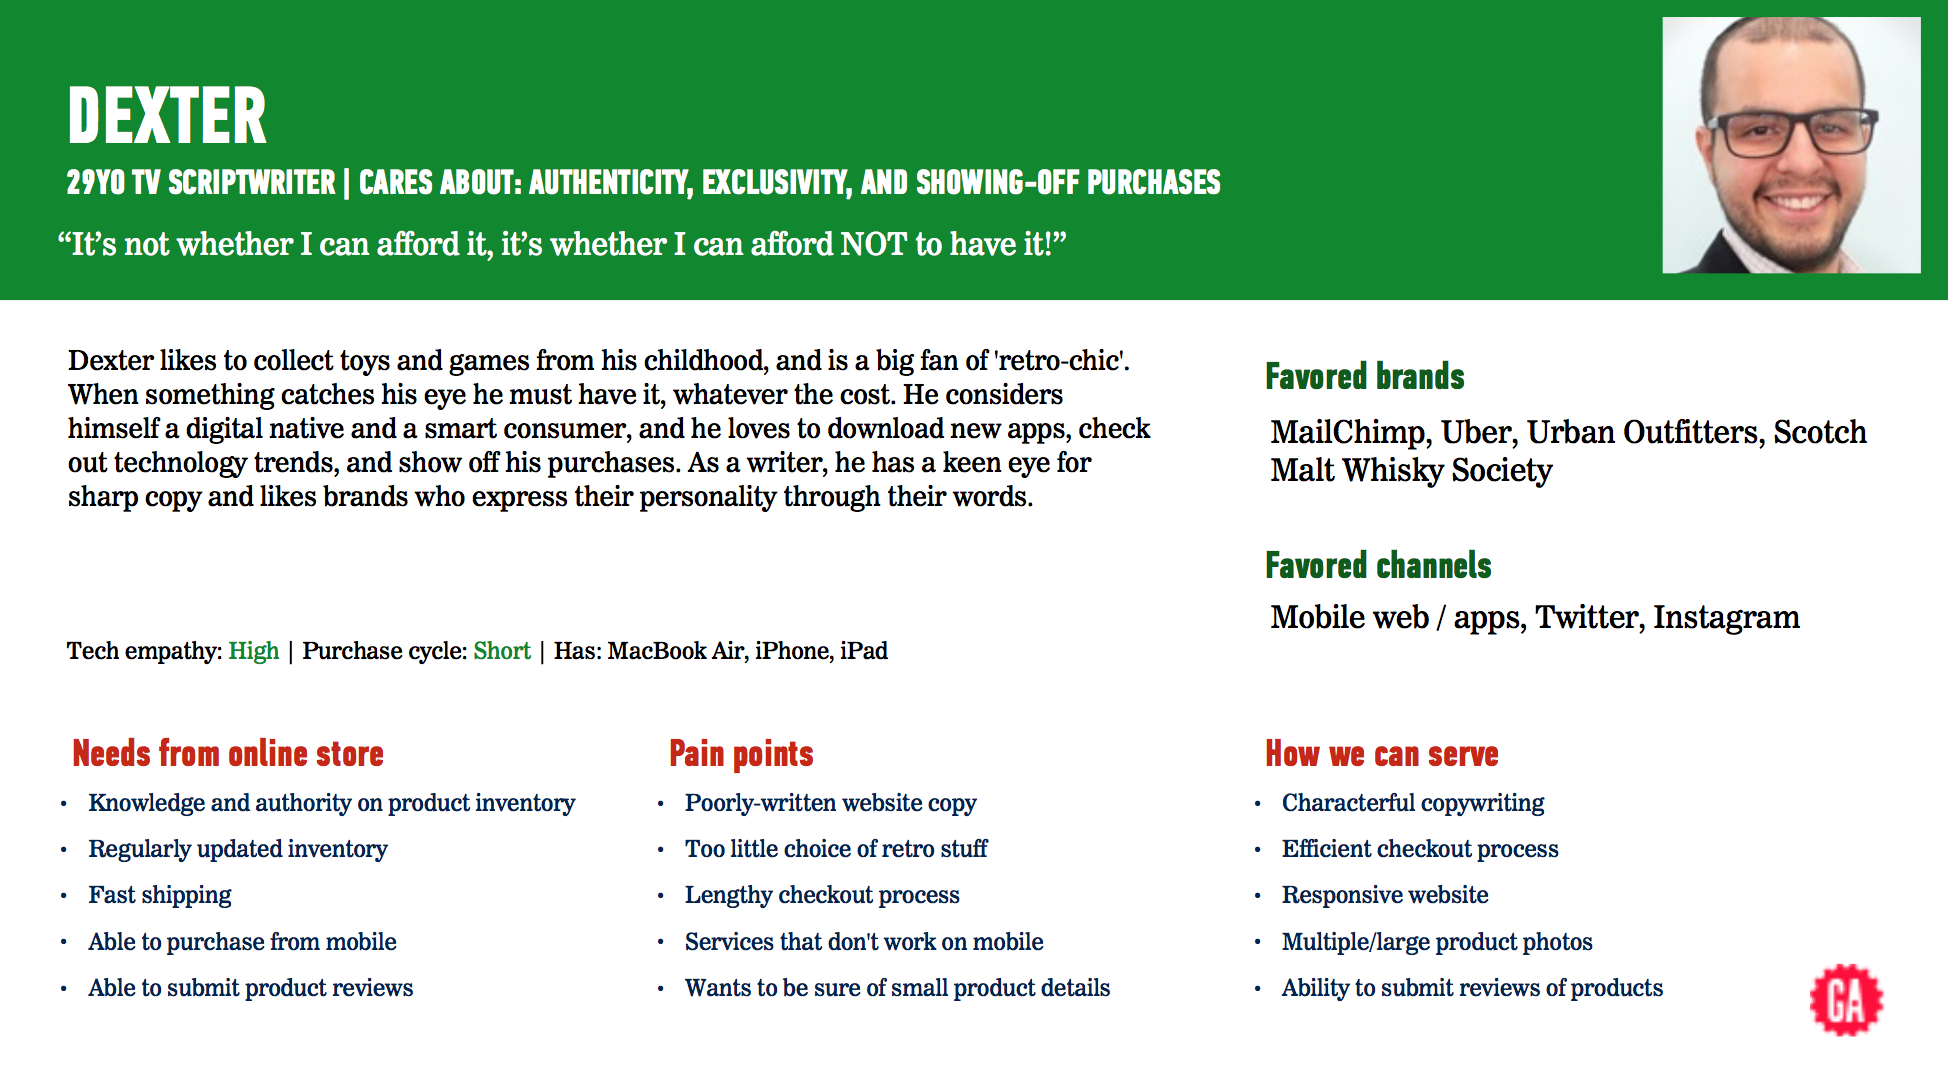 DEXTER
29YO TV SCRIPTWRITER | CARES ABOUT: AUTHENTICITY, EXCLUSIVITY, AND SHOWING-OFF PURCHASES
“It’s not whether I can afford it, it’s whether I can afford NOT to have it!”
Dexter likes to collect toys and games from his childhood, and is a big fan of 'retro-chic'.
When something catches his eye he must have it, whatever the cost. He considers
himself a digital native and a smart consumer, and he loves to download new apps, check
out technology trends, and show off his purchases. As a writer, he has a keen eye for
sharp copy and likes brands who express their personality through their words.
Tech empathy: High | Purchase cycle: Short | Has: MacBook Air, iPhone, iPad
Favored brands
MailChimp, Uber, Urban Outfitters, Scotch
Malt Whisky Society
Favored channels
Mobile web / apps, Twitter, Instagram
Needs from online store
• Knowledge and authority on product inventory
• Regularly updated inventory
• Fast shipping
• Able to purchase from mobile
• Able to submit product reviews
Pain points
• Poorly-written website copy
• Too little choice of retro stuff
• Lengthy checkout process
• Services that don't work on mobile
• Wants to be sure of small product details
How we can serve
• Characterful copywriting
• Efficient checkout process
• Responsive website
• Multiple/large product photos
• Ability to submit reviews of products
GA